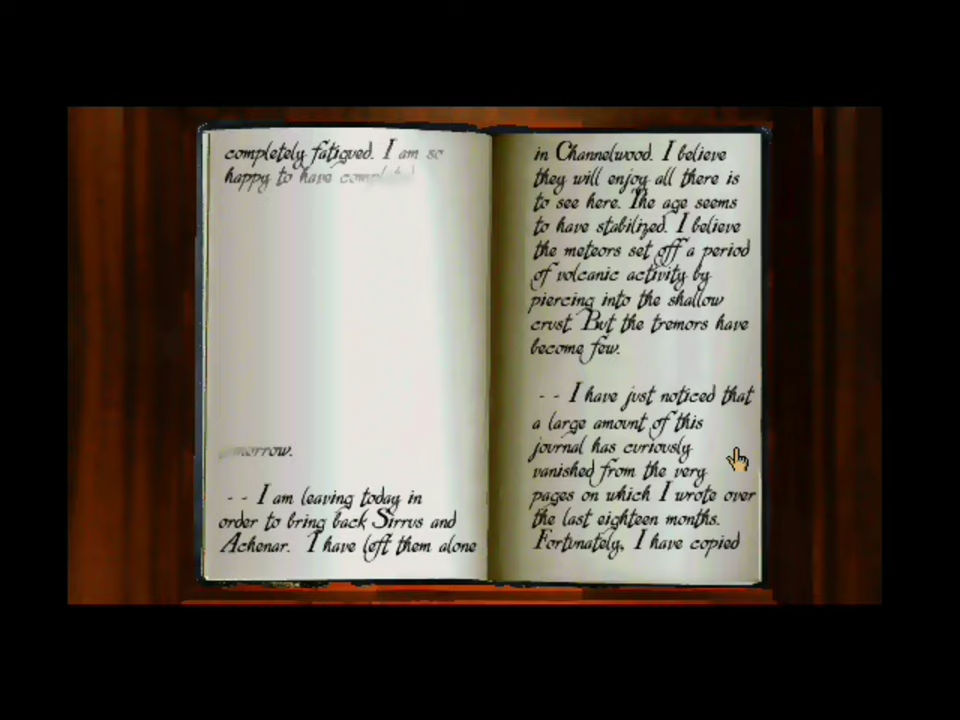 completely fatigued. I am so
happy to have
morrow.
-- I am leaving today in
order to bring back Sirrus and
Achenar. I have left them alone
in Channelwood. I believe
they will enjoy all there is
to see here. The age seems
to have stabilized. I believe
the meteors set off a period
of volcanic activity by
piercing into the shallow
crust. But the tremors have
become few.
-- I have just noticed that
a large amount of this
journal has curiously
vanished from the very
pages on which I wrote over
the last eighteen months.
Fortunately, I have copied